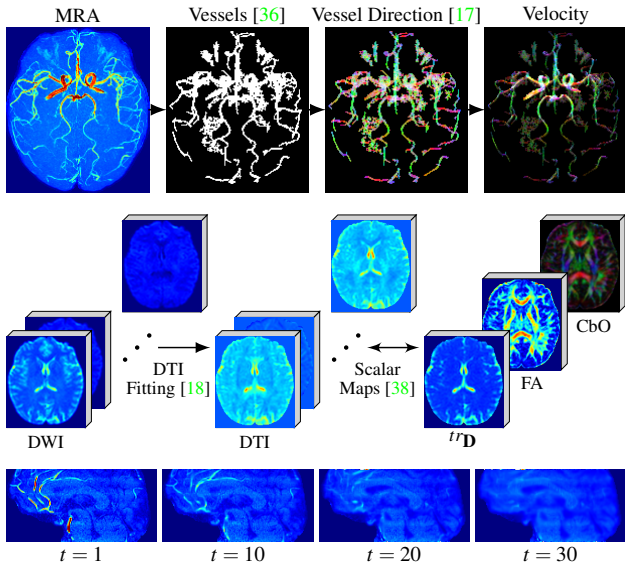 MRA Vessels [36] Vessel Direction [17] Velocity
DTI
Fitting [18]
Scalar
Maps [38]
CbO
FA
DWI DTI trD
t = 1 t = 10 t = 20 t = 30